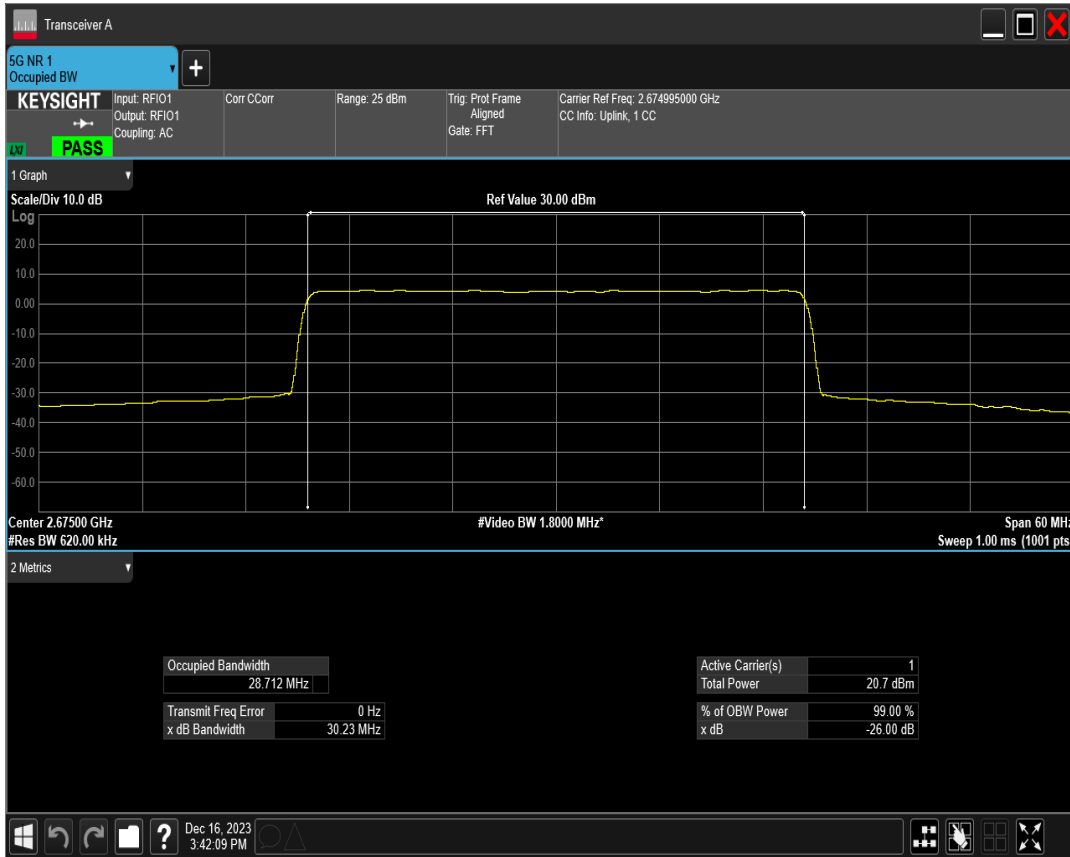 Transceiver A
5G NR 1
Occupied BW
KEYSIGHT
LXI
PASS
Input: RFIO1
Output: RFIO1
Coupling: AC
Corr CCorr
Range: 25 dBm
Trig: Prot Frame
Aligned
Gate: FFT
Carrier Ref Freq: 2.674995000 GHz
CC Info: Uplink, 1 CC
1 Graph
Scale/Div 10.0 dB
Ref Value 30.00 dBm
Log
20.0
10.0
0.00
-10.0
-20.0
-30.0
-40.0
-50.0
-60.0
Center 2.67500 GHz
#Video BW 1.8000 MHz*
Span 60 MHz
#Res BW 620.00 kHz
Sweep 1.00 ms (1001 pts
2 Metrics
Occupied Bandwidth
28.712 MHz
Transmit Freq Error 0 Hz
x dB Bandwidth 30.23 MHz
Active Carrier(s) 1
Total Power 20.7 dBm
% of OBW Power 99.00 %
x dB -26.00 dB
?
Dec 16, 2023
3:42:09 PM